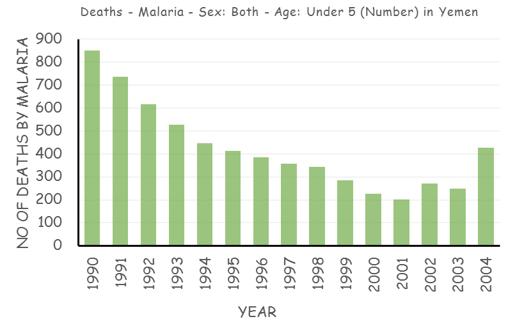 Deaths - Malaria - Sex: Both - Age: Under 5 (Number) in Yemen
NO OF DEATHS BY MALARIA
900
800
700
600
500
400
300
200
100
0
1990 1991 1992 1993 1994 1995 1996 1997 1998 1999 2000 2001 2002 2003 2004
YEAR